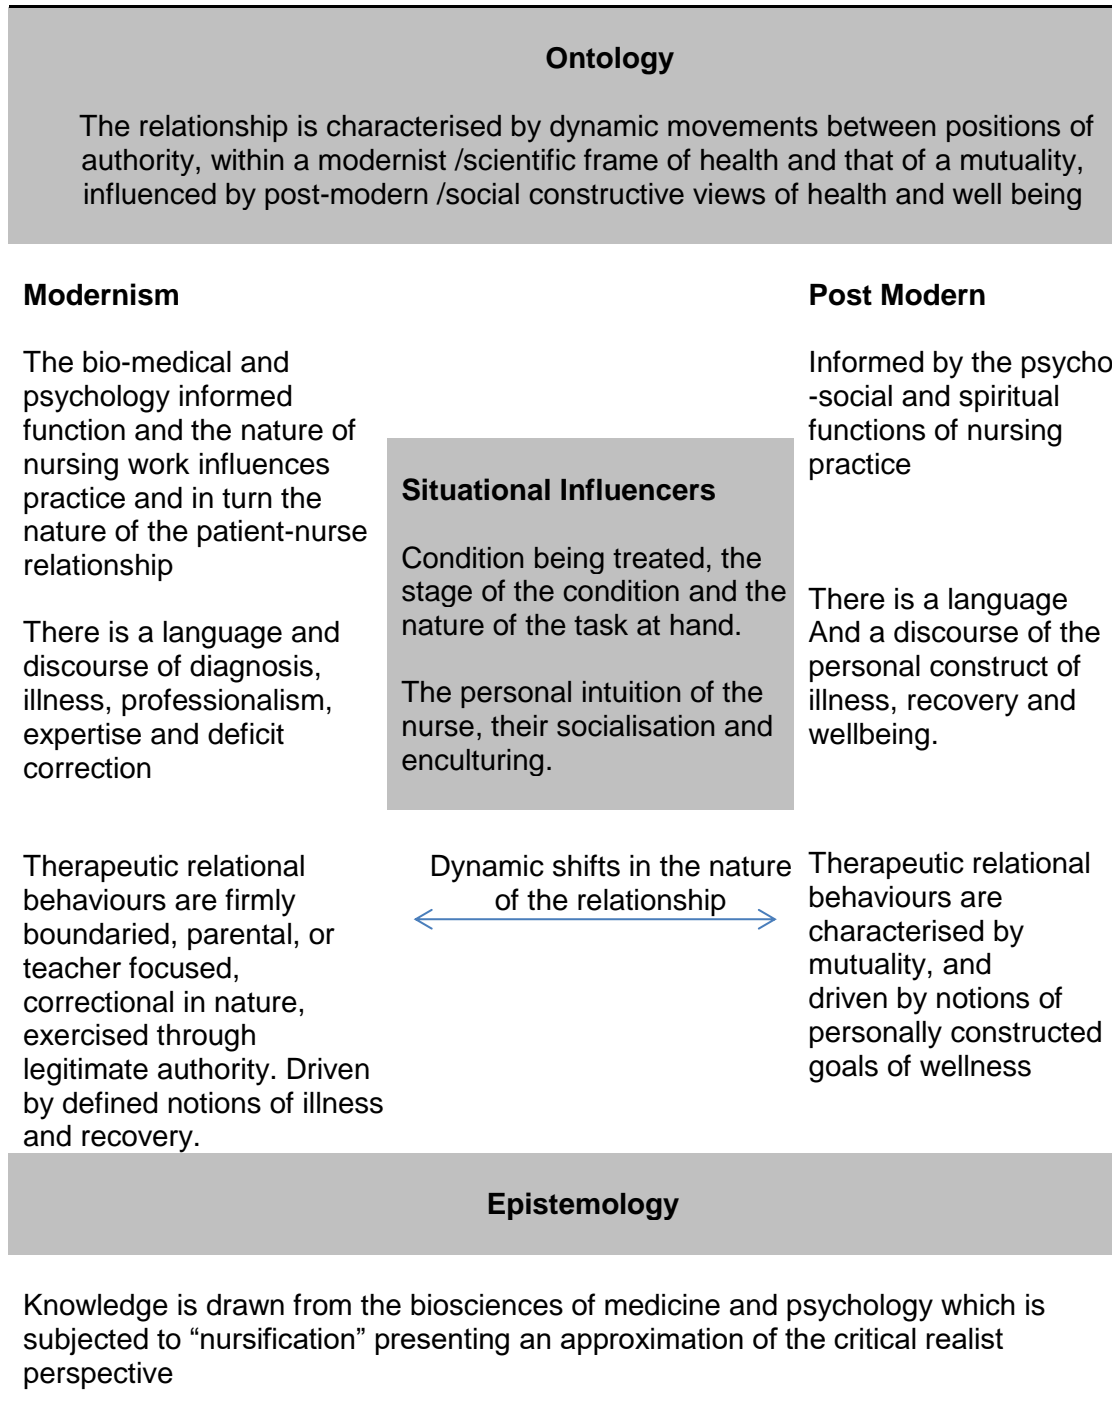 Ontology
The relationship is characterised by dynamic movements between positions of
authority, within a modernist /scientific frame of health and that of a mutuality,
influenced by post-modern /social constructive views of health and well being
Modernism
The bio-medical and
psychology informed
function and the nature of
nursing work influences
practice and in turn the
nature of the patient-nurse
relationship
There is a language and
discourse of diagnosis,
illness, professionalism,
expertise and deficit
correction
Therapeutic relational
behaviours are firmly
boundaried, parental, or
teacher focused,
correctional in nature,
exercised through
legitimate authority. Driven
by defined notions of illness
and recovery.
Situational Influencers
Condition being treated, the
stage of the condition and the
nature of the task at hand.
The personal intuition of the
nurse, their socialisation and
enculturing.
Dynamic shifts in the nature
of the relationship
Post Modern
Informed by the psycho
-social and spiritual
functions of nursing
practice
There is a language
And a discourse of the
personal construct of
illness, recovery and
wellbeing.
Therapeutic relational
behaviours are
characterised by
mutuality, and
driven by notions of
personally constructed
goals of wellness
Epistemology
Knowledge is drawn from the biosciences of medicine and psychology which is
subjected to “nursification” presenting an approximation of the critical realist
perspective